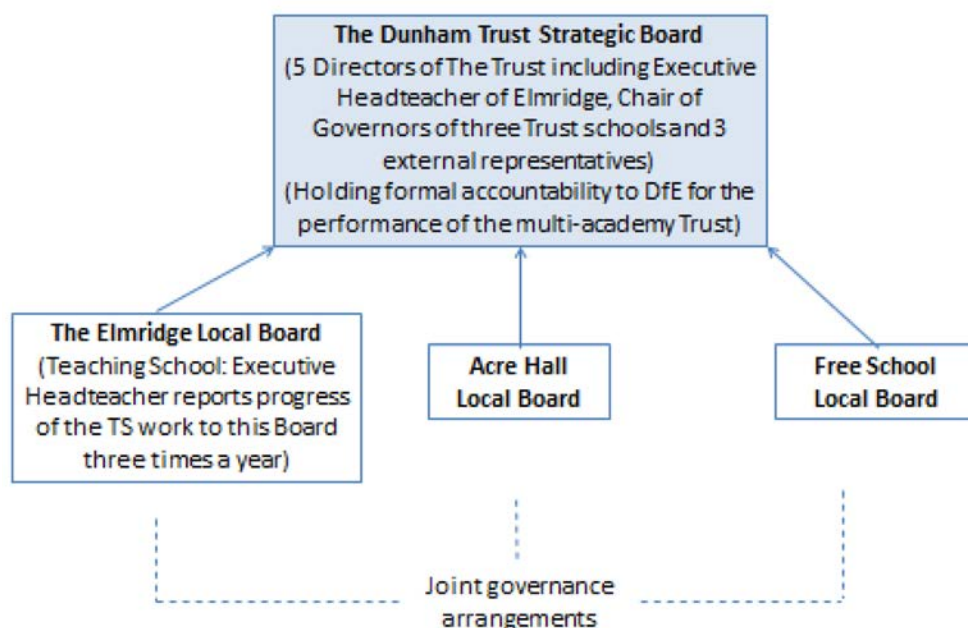 The Dunham Trust Strategic Board
(5 Directors of The Trust including Executive
Headteacher of Elmridge, Chair of
Governors of three Trust schools and 3
external representatives)
(Holding formal accountability to DfE for the
performance of the multi-academy Trust)
The Elmridge Local Board
(Teaching School: Executive
Headteacher reports progress
of the TS work to this Board
three times a year)
Acre Hall
Local Board
Free School
Local Board
Joint governance
arrangements